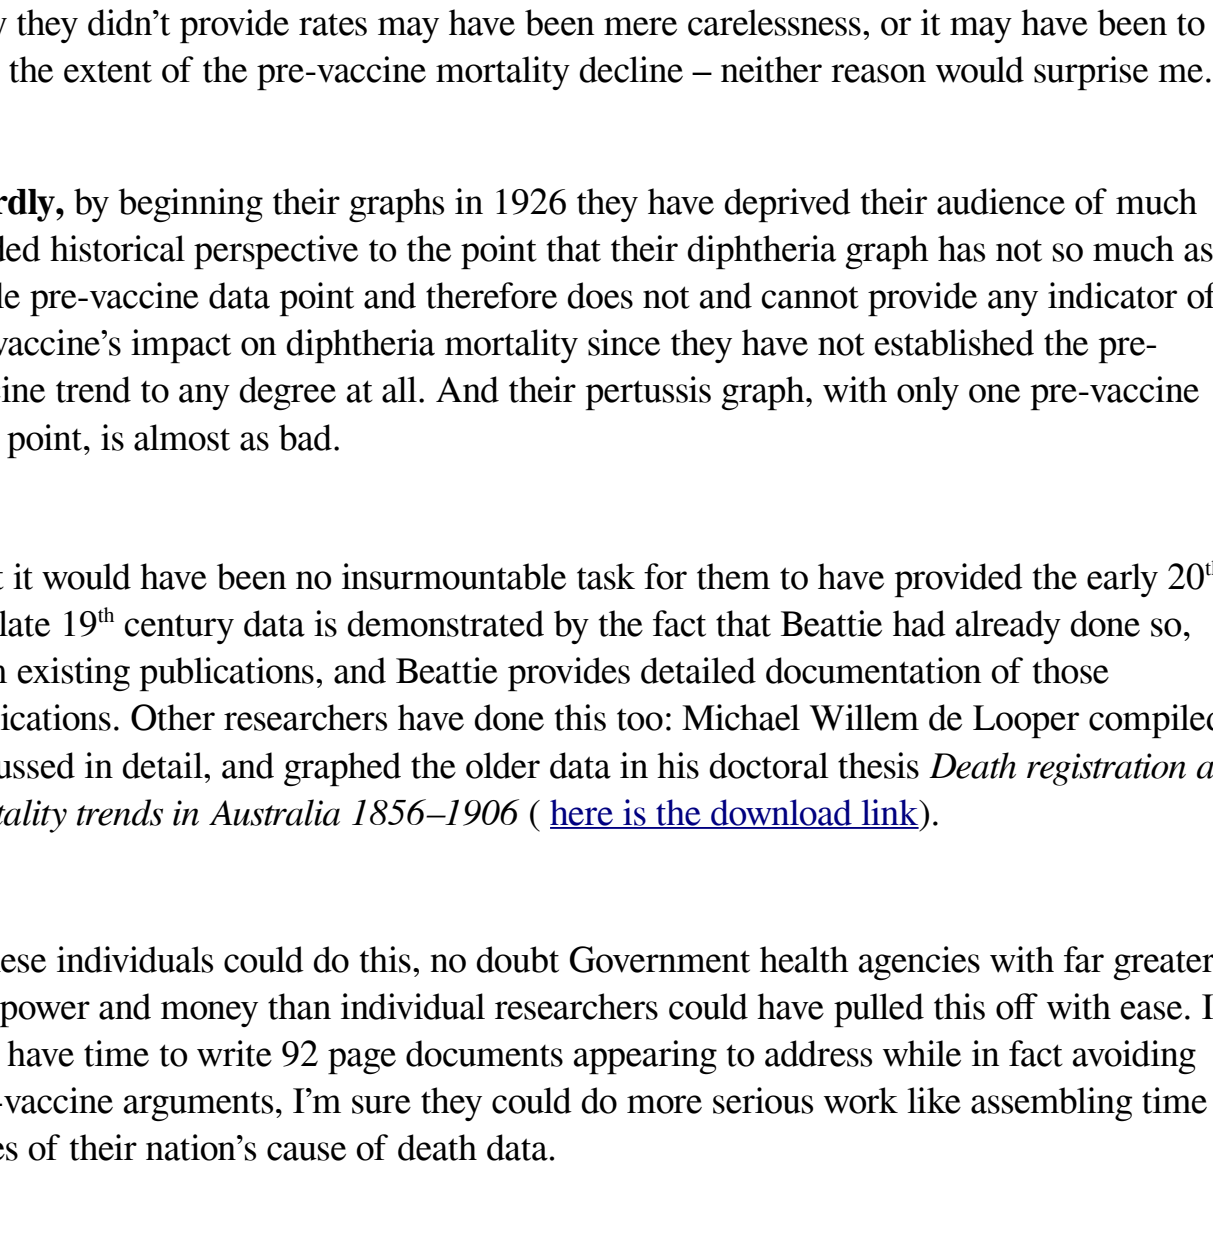 they didn’t provide rates may have been mere carelessness, or it may have been to
the extent of the pre-vaccine mortality decline – neither reason would surprise me.
rdly, by beginning their graphs in 1926 they have deprived their audience of much
ded historical perspective to the point that their diphtheria graph has not so much as
le pre-vaccine data point and therefore does not and cannot provide any indicator of
vaccine’s impact on diphtheria mortality since they have not established the pre-
ine trend to any degree at all. And their pertussis graph, with only one pre-vaccine
point, is almost as bad.
t it would have been no insurmountable task for them to have provided the early 20th
late 19th century data is demonstrated by the fact that Beattie had already done so,
existing publications, and Beattie provides detailed documentation of those
ications. Other researchers have done this too: Michael Willem de Looper compiled
ussed in detail, and graphed the older data in his doctoral thesis Death registration a
tality trends in Australia 1856–1906 ( here is the download link).
ese individuals could do this, no doubt Government health agencies with far greater
power and money than individual researchers could have pulled this off with ease. I
have time to write 92 page documents appearing to address while in fact avoiding
-vaccine arguments, I’m sure they could do more serious work like assembling time
es of their nation’s cause of death data.